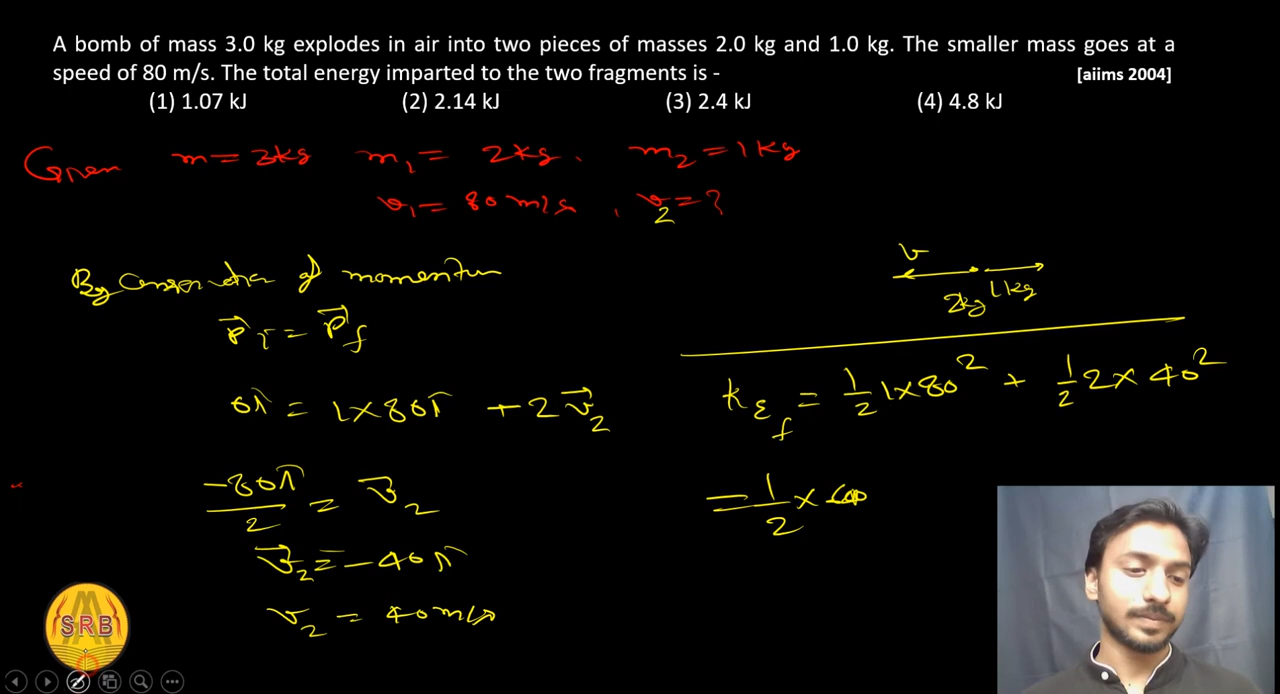 A bomb of mass 3.0 kg explodes in air into two pieces of masses 2.0 kg and 1.0 kg. The smaller mass goes at a
speed of 80 m/s. The total energy imparted to the two fragments is - [aiims 2004]
(1) 1.07 kJ (2) 2.14 kJ (3) 2.4 kJ (4) 4.8 kJ
Given m = 3kg m₁ = 2kg. m₂ = 1kg
v₁ = 80 m/s, v₂ = ?
By conservation of momentum
v
2kg 1kg
p⃗ᵢ = p⃗f
KEf = 1/2 1×80² + 1/2 2×40²
0î = 1×80î + 2v⃗₂
-80î/2 = v⃗₂
= 1/2 ×
v⃗₂ = -40î
v₂ = 40m/s
SRB